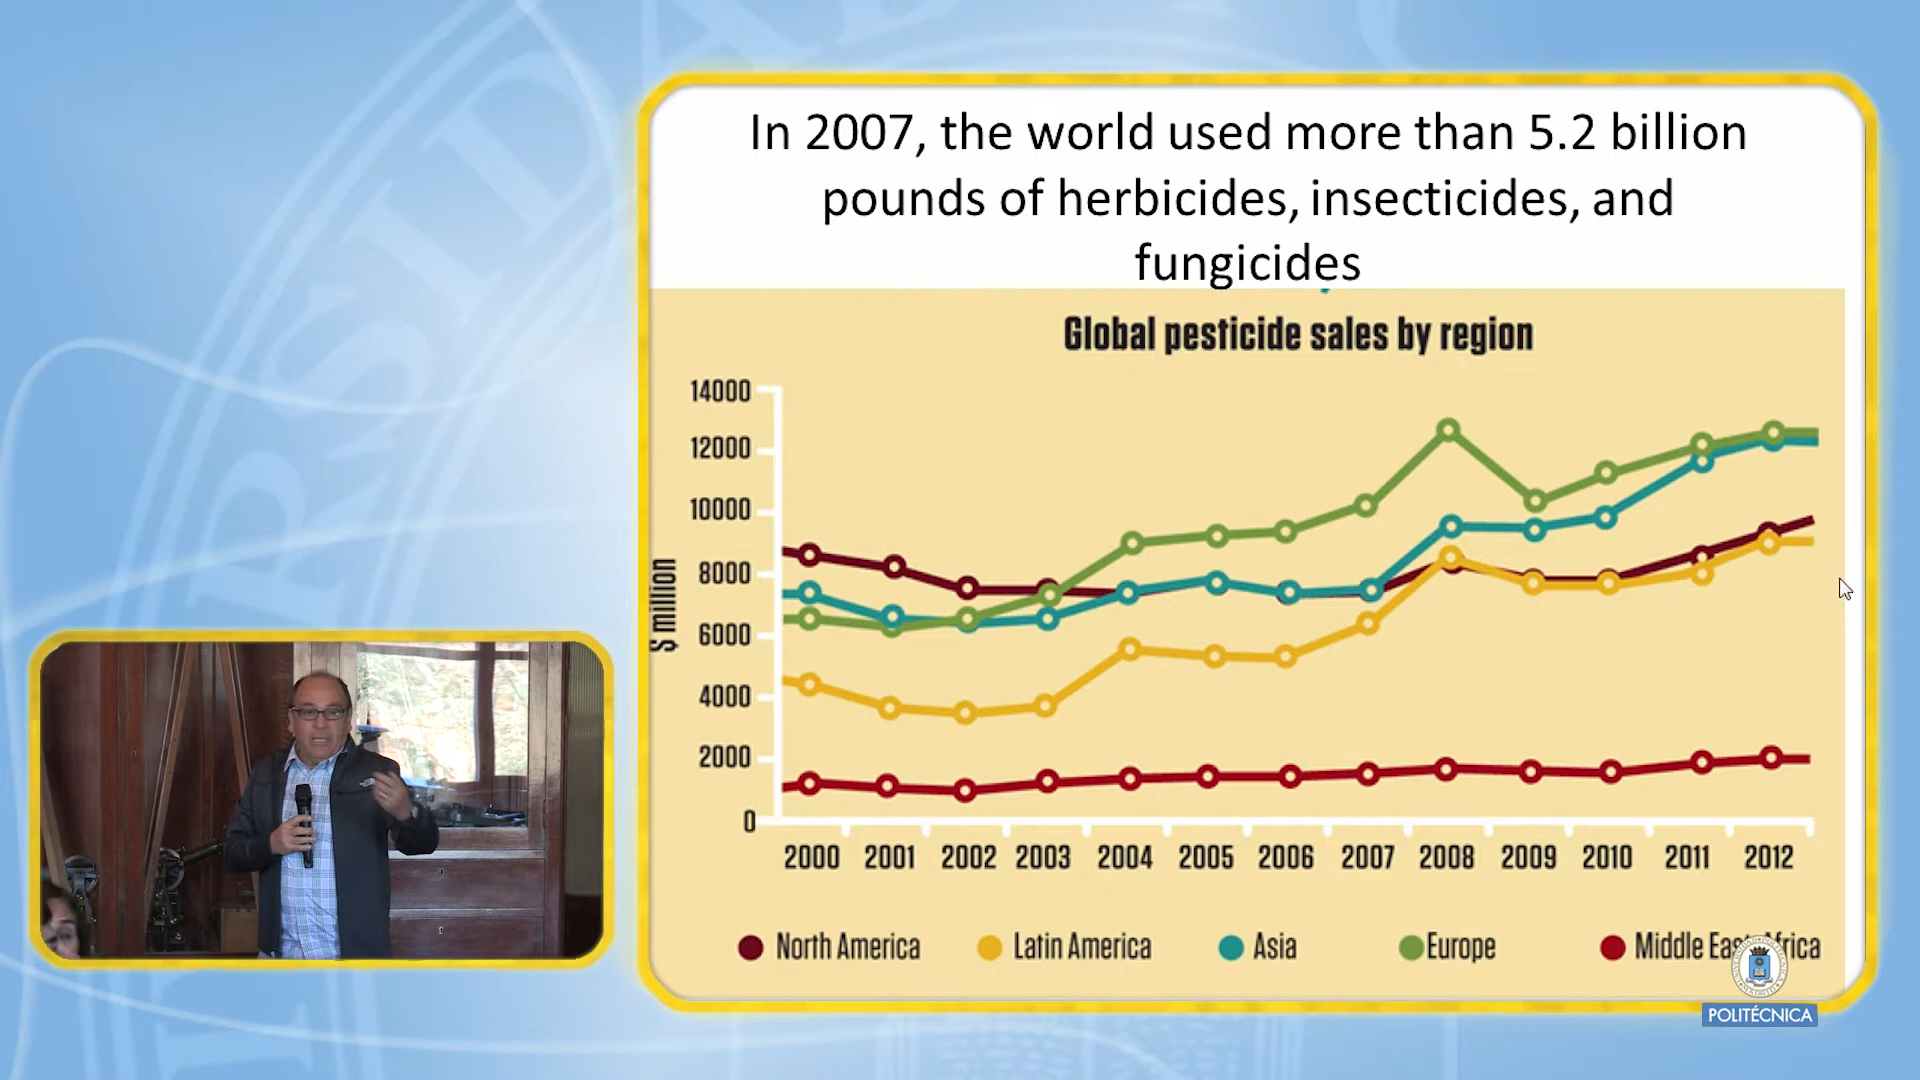 In 2007, the world used more than 5.2 billion
pounds of herbicides, insecticides, and
fungicides
Global pesticide sales by region
$ million
14000
12000
10000
8000
6000
4000
2000
0
2000 2001 2002 2003 2004 2005 2006 2007 2008 2009 2010 2011 2012
North America Latin America Asia Europe Middle East Africa
POLITÉCNICA